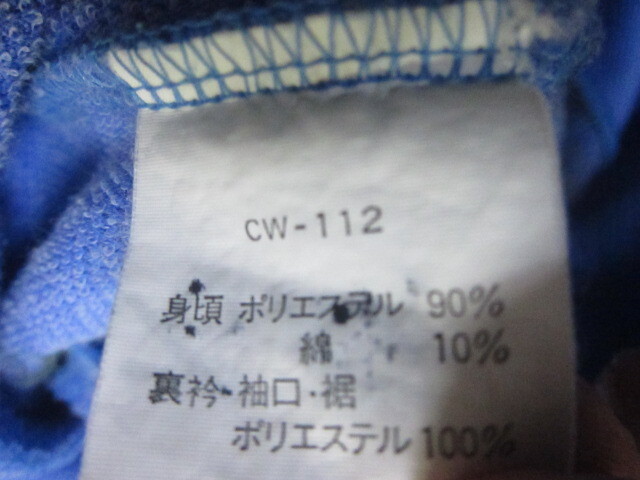 CW-112
身頃 ポリエステル 90%
綿 10%
裏衿・袖口・裾
ポリエステル 100%